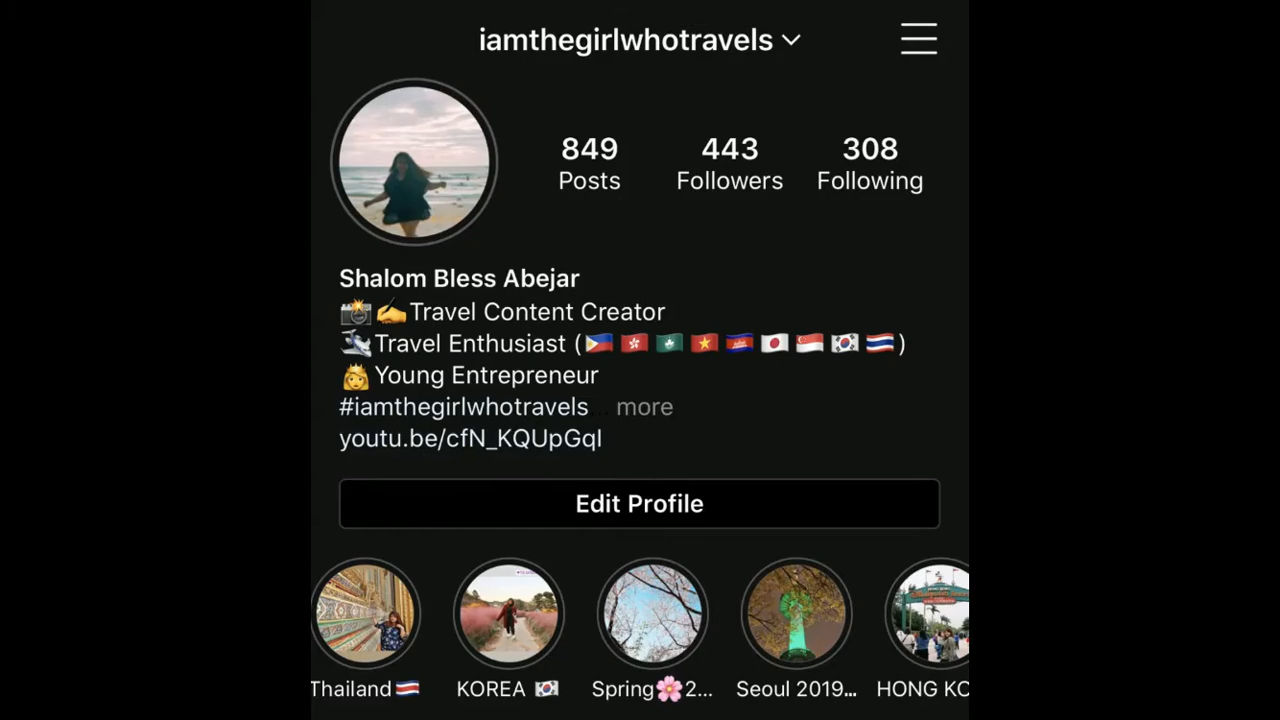 iamthegirlwhotravels
849 443 308
Posts Followers Following
Shalom Bless Abejar
📸✍️Travel Content Creator
🛩Travel Enthusiast (🇵🇭🇭🇰🇲🇴🇻🇳🇰🇭🇯🇵🇸🇬🇰🇷🇹🇭)
👸Young Entrepreneur
#iamthegirlwhotravels... more
youtu.be/cfN_KQUpGqI
Edit Profile
Thailand🇨🇷 KOREA 🇰🇷 Spring🌸2... Seoul 2019... HONG KO